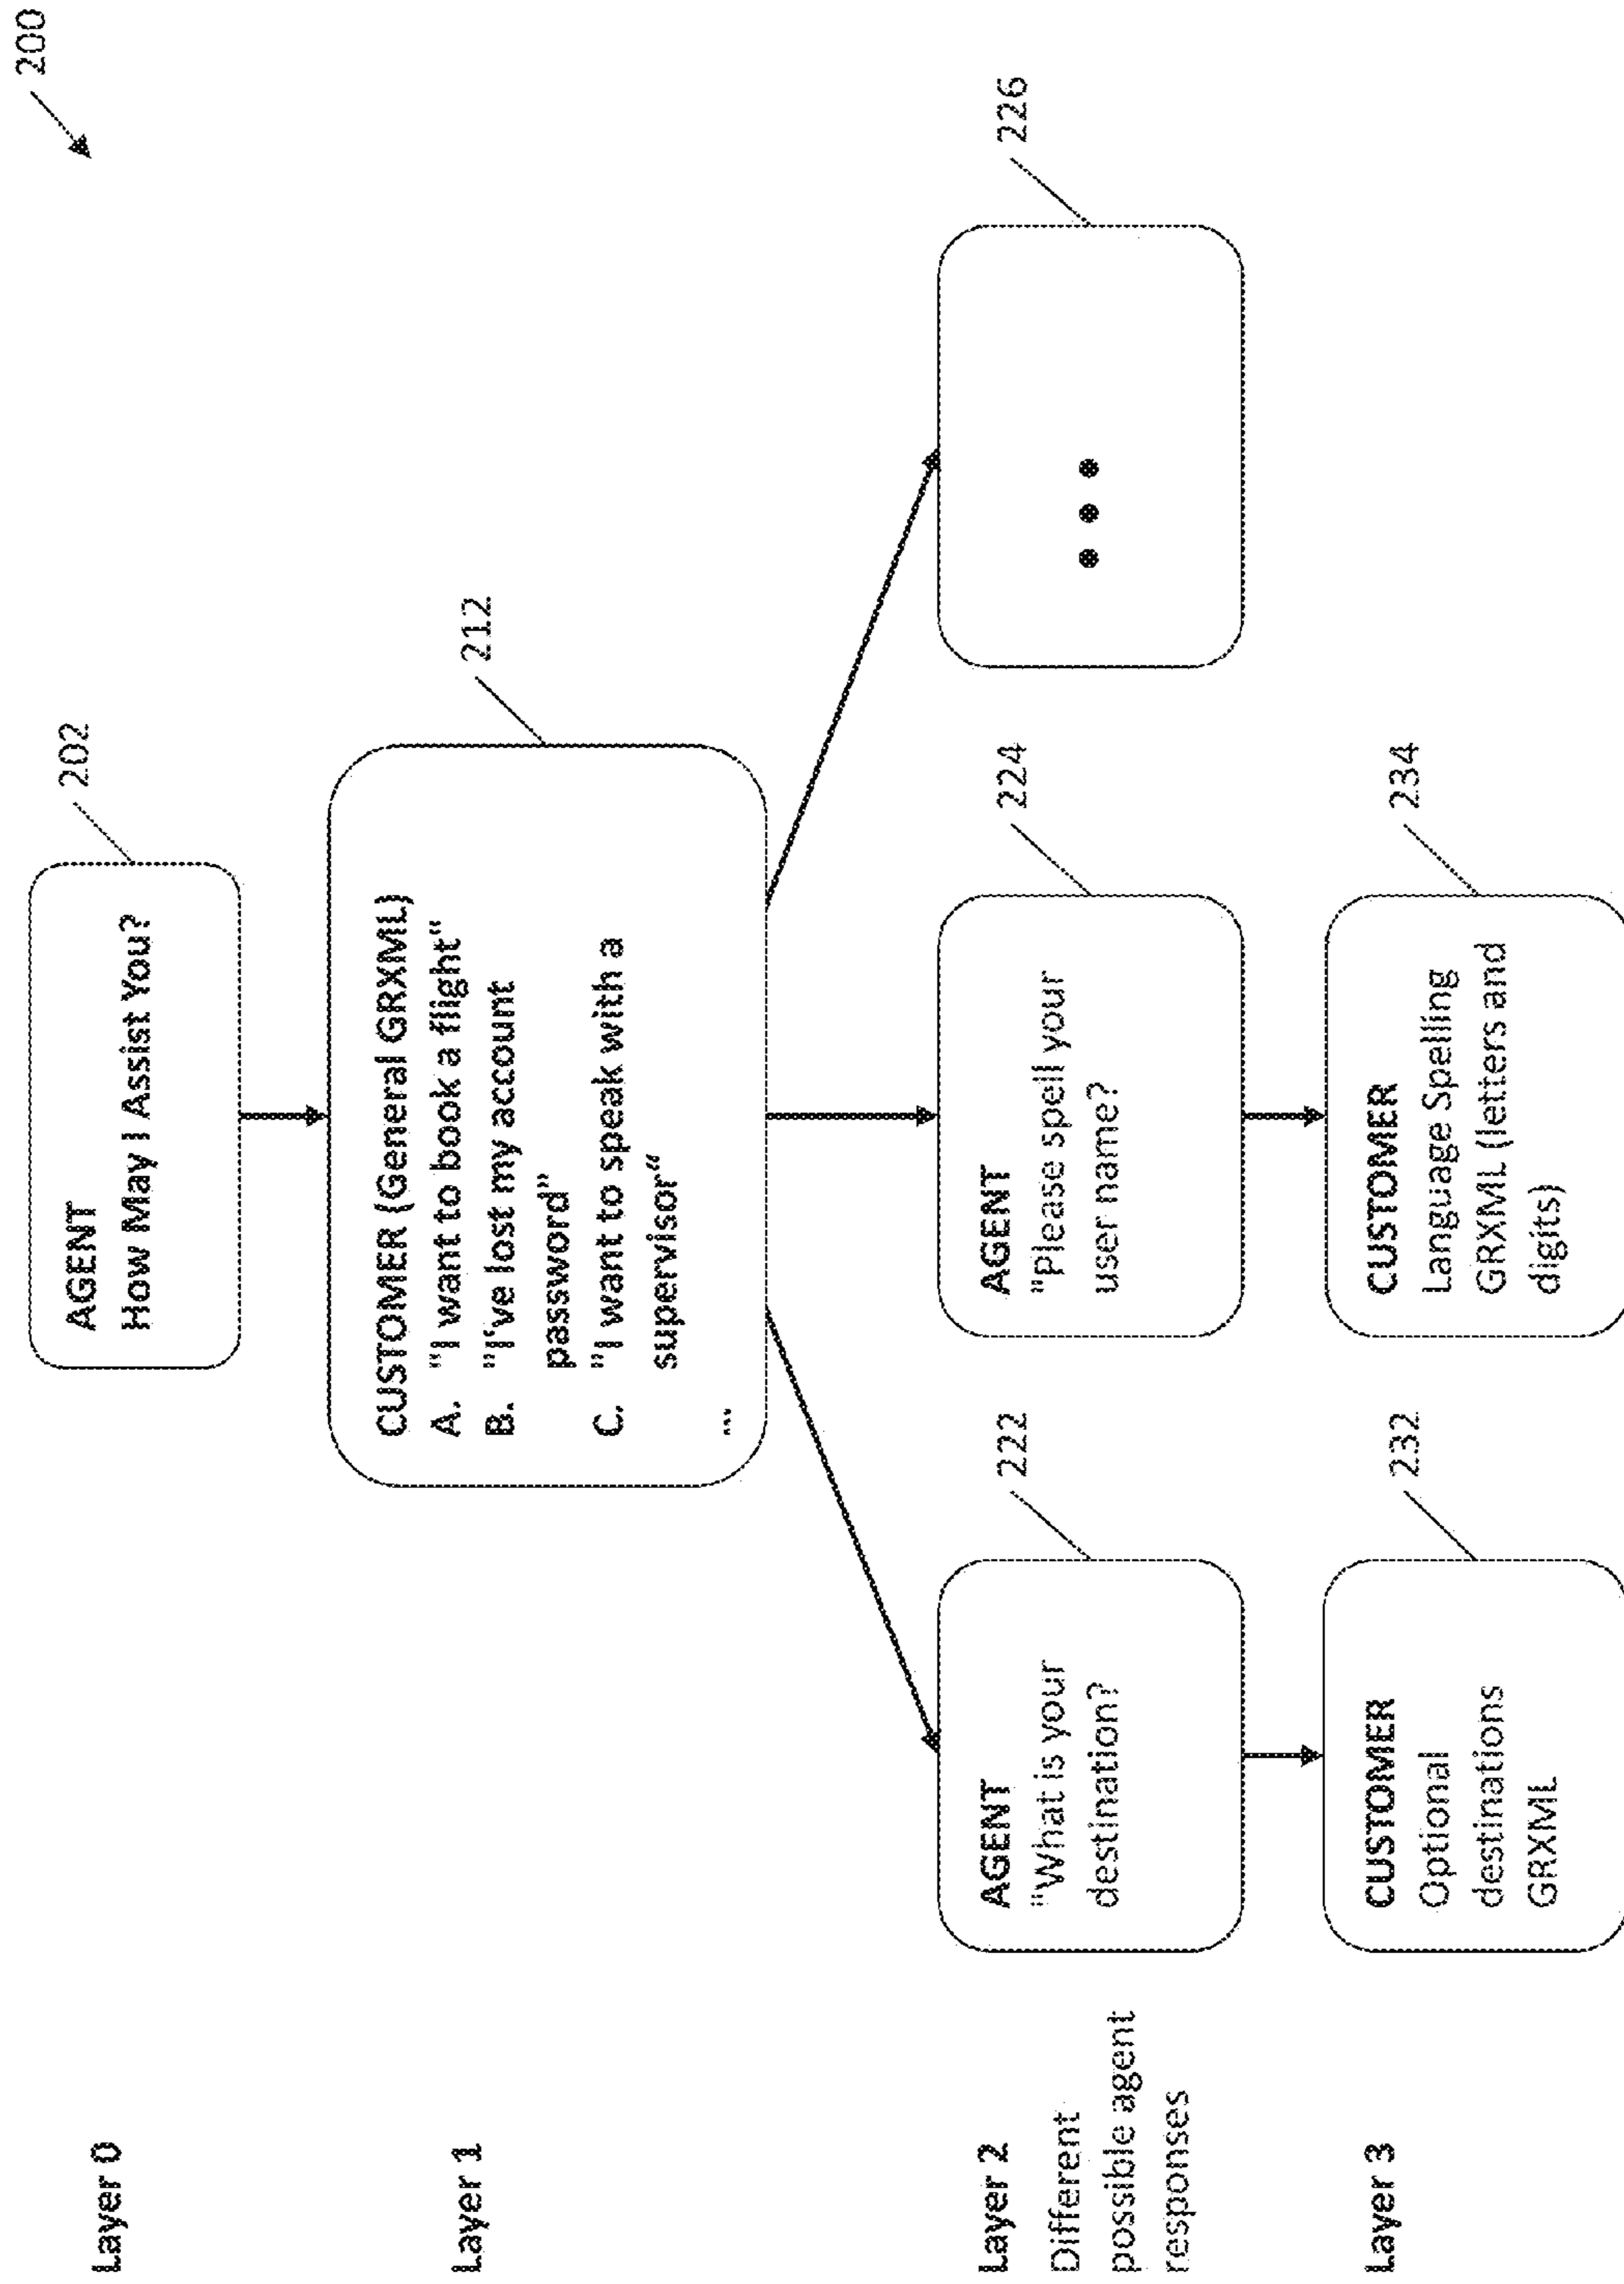 200
Layer 0
AGENT
How May I Assist You?
202
Layer 1
CUSTOMER (General GRXML)
A. "I want to book a flight"
B. "I've lost my account
password"
C. "I want to speak with a
supervisor“
...
212
Layer 2
Different
possible agent
responses
AGENT
"What is your
destination?
222
AGENT
"Please spell your
user name?
224
• • •
226
Layer 3
CUSTOMER
Optional
destinations
GRXML
232
CUSTOMER
Language Spelling
GRXML (letters and
digits)
234